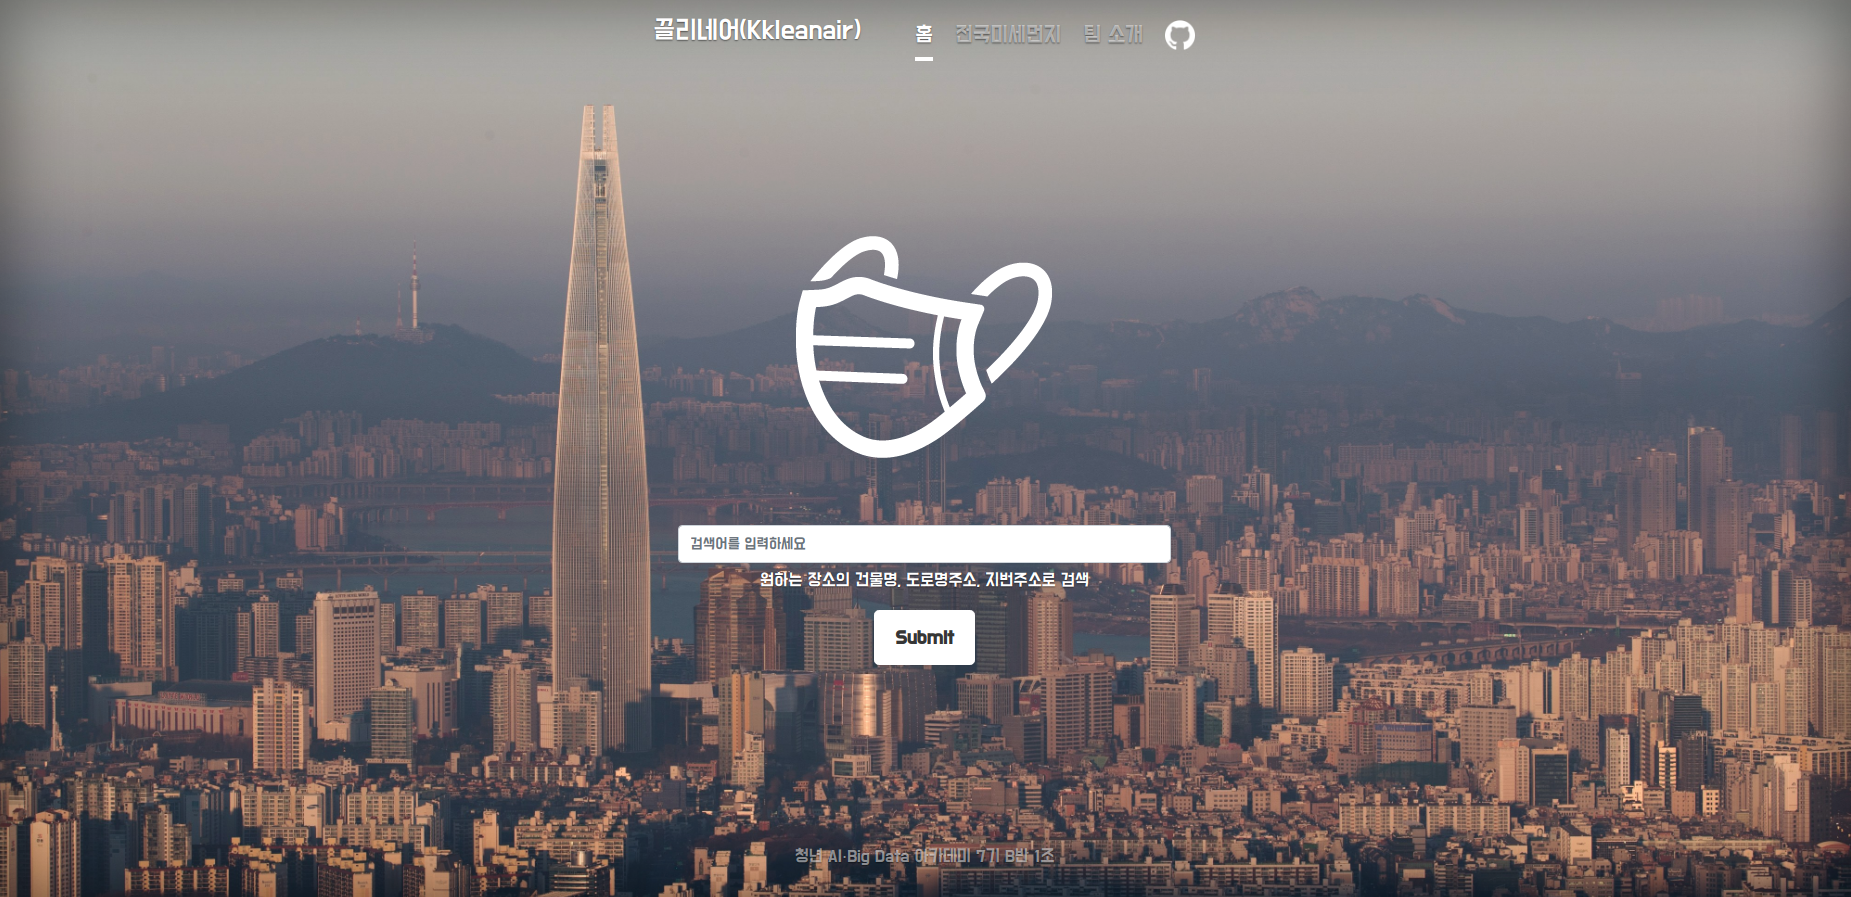 끌리네어(Kkleanair)
홈 전국미세먼지 팀 소개
검색어를 입력하세요
원하는 장소의 건물명, 도로명주소, 지번주소로 검색
Submit
청년 AI·Big Data 아카데미 7기 B반 1조